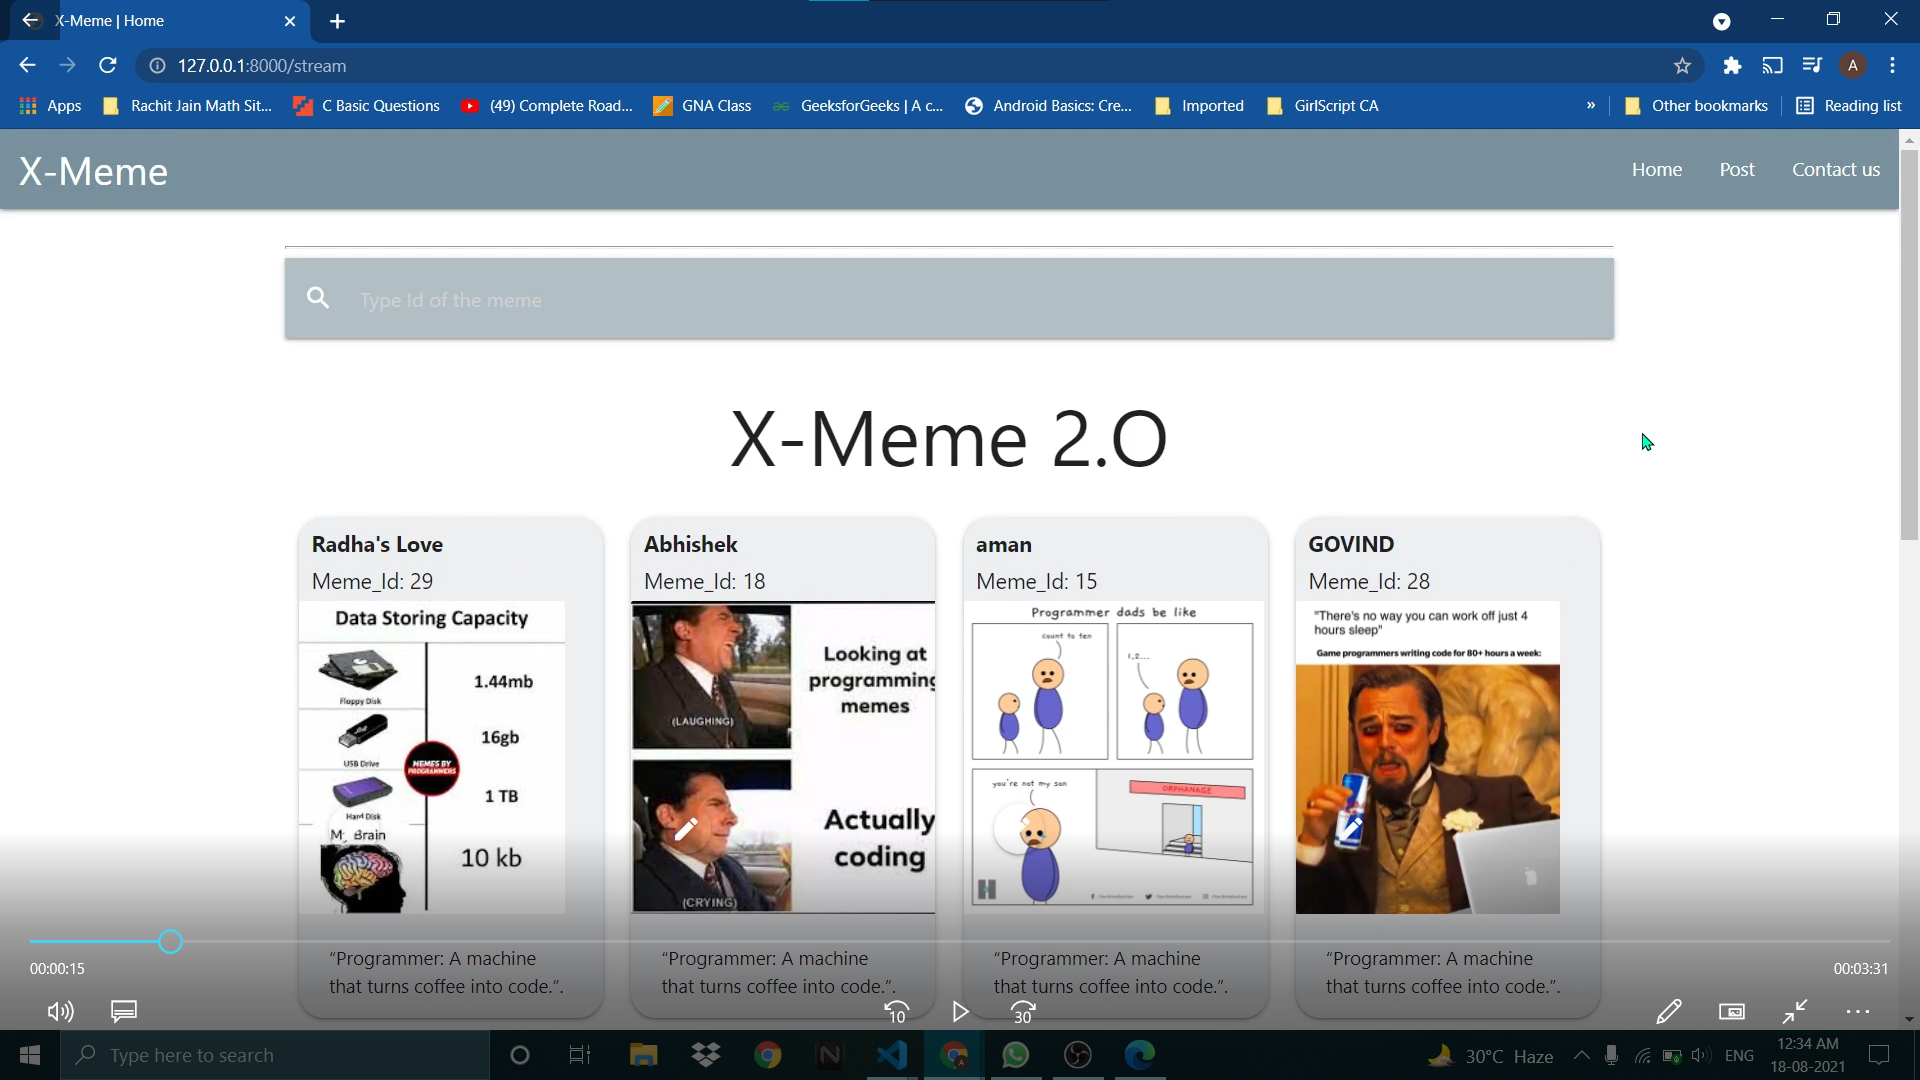 X-Meme | Home
127.0.0.1:8000/stream
Apps
Rachit Jain Math Sit...
C Basic Questions
(49) Complete Road...
GNA Class
GeeksforGeeks | A c...
Android Basics: Cre...
Imported
GirlScript CA
»
Other bookmarks
Reading list
A
X-Meme
Home
Post
Contact us
Type Id of the meme
X-Meme 2.O
Radha's Love
Meme_Id: 29
Data Storing Capacity
Floppy Disk
1.44mb
USB Drive
16gb
MEMES BY
PROGRAMMERS
Hard Disk
1 TB
My Brain
10 kb
“Programmer: A machine
that turns coffee into code.”.
Abhishek
Meme_Id: 18
(LAUGHING)
Looking at
programming
memes
(CRYING)
Actually
coding
“Programmer: A machine
that turns coffee into code.”.
aman
Meme_Id: 15
Programmer dads be like
count to ten
1,2...
you're not my son
ORPHANAGE
“Programmer: A machine
that turns coffee into code.”.
GOVIND
Meme_Id: 28
"There's no way you can work off just 4
hours sleep"
Game programmers writing code for 80+ hours a week:
“Programmer: A machine
that turns coffee into code.”.
00:00:15
00:03:31
10
30
Type here to search
30°C Haze
ENG
12:34 AM
18-08-2021